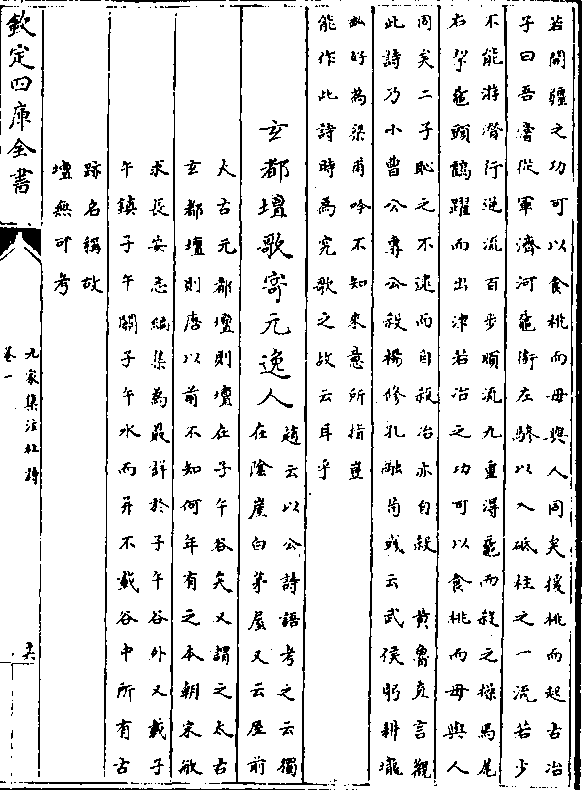 若開疆之功可以食桃而毋與人同矣援桃而起古冶
子曰吾嘗從軍濟河黿銜左驂以入砥柱之一流若少
不能游潛行逆流百步順流九里得黿而殺之操馬尾
右挈黿頭鶴躍而出津若冶之功可以食桃而毋與人
同矣二子恥之不逮而自殺冶亦自殺 黃魯直言觀
此詩乃小曹公專公殺楊修孔融荀彧云武侯躬耕壠
畝好為梁甫吟不知來意所指豈
能作此詩時為究歌之故云耳乎
玄都壇歌寄元逸人
趙云以公詩語考之云獨
在陰崖白茅屋又云屋前
太古元都壇則壇在子午谷矣又謂之太古
玄都壇則唐以前不知何年有之本朝宋敏
求長安志編集為最詳於子午谷外又載子
午鎮子午關子午水而并不載谷中所有古
跡名稱故
壇無可考
欽定四庫全書
九家集注杜詩
卷一